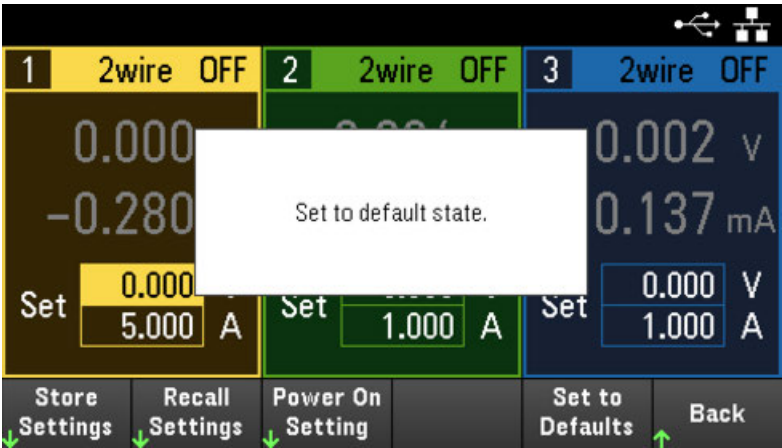 1 2wire OFF
2 2wire OFF
3 2wire OFF
0.000
0.002 V
-0.280
0.137 mA
Set to default state.
Set
0.000
5.000 A
Set
1.000 A
Set
0.000 V
1.000 A
Store Settings
Recall Settings
Power On Setting
Set to Defaults
Back